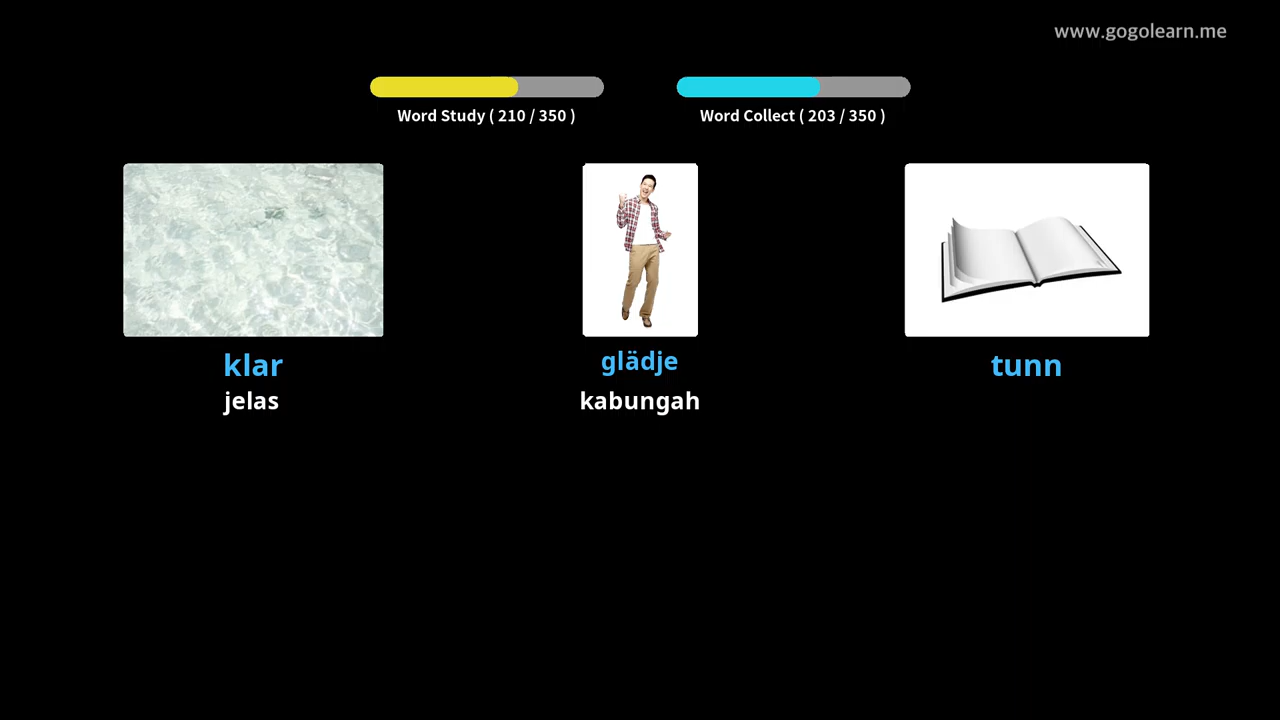 www.gogolearn.me
Word Study ( 210 / 350 )
Word Collect ( 203 / 350 )
klar
jelas
glädje
kabungah
tunn